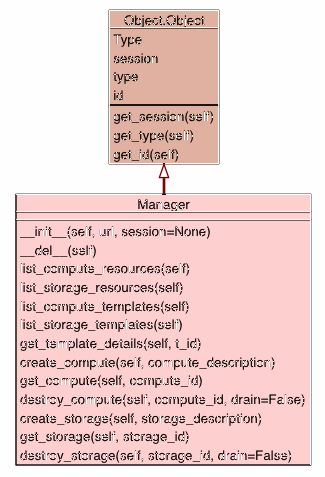 Object.Object
Type
session
type
id
get_session(self)
get_type(self)
get_id(self)
Manager
__init__(self, url, session=None)
__del__(self)
list_compute_resources(self)
list_storage_resources(self)
list_compute_templates(self)
list_storage_templates(self)
get_template_details(self, t_id)
create_compute(self, compute_description)
get_compute(self, compute_id)
destroy_compute(self, compute_id, drain=False)
create_storage(self, storage_description)
get_storage(self, storage_id)
destroy_storage(self, storage_id, drain=False)